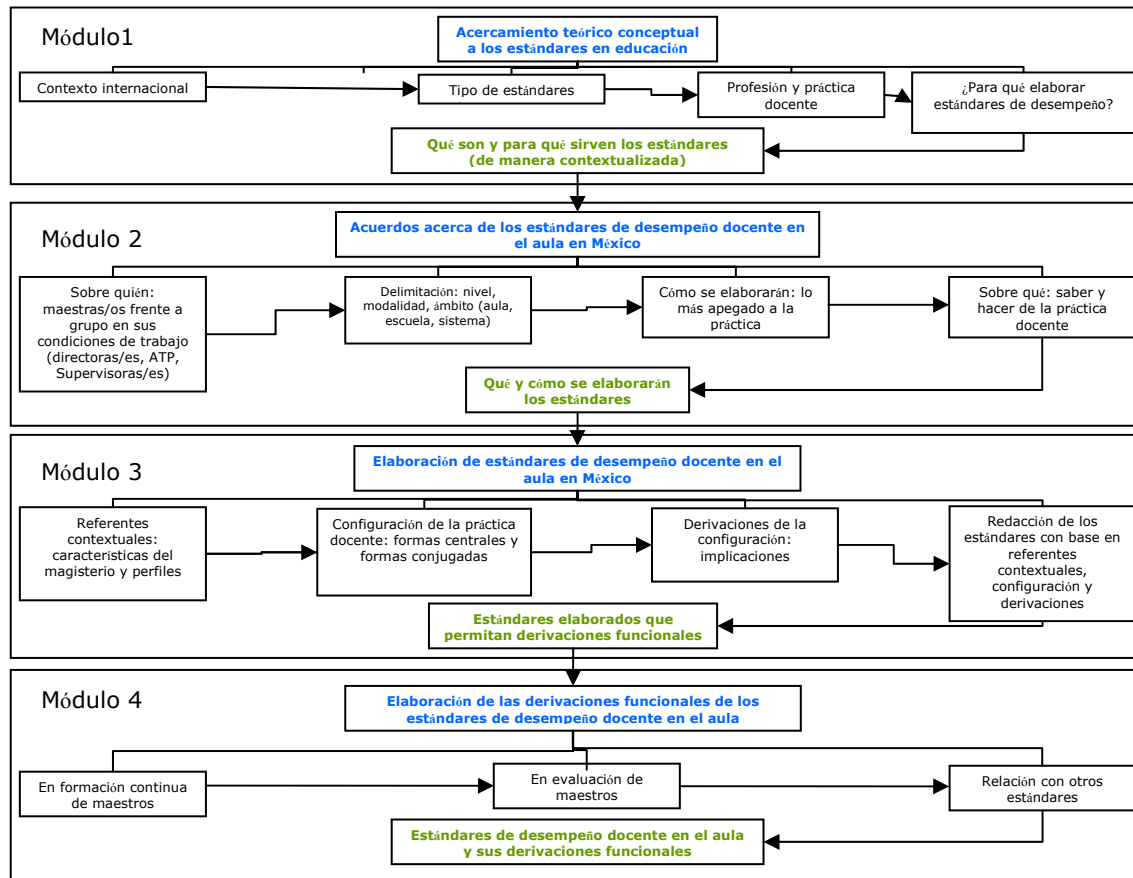 Módulo1
Acercamiento teórico conceptual
a los estándares en educación
Contexto internacional
Tipo de estándares
Profesión y práctica
docente
¿Para qué elaborar
estándares de desempeño?
Qué son y para qué sirven los estándares
(de manera contextualizada)
Módulo 2
Acuerdos acerca de los estándares de desempeño docente en
el aula en México
Sobre quién:
maestras/os frente a
grupo en sus
condiciones de trabajo
(directoras/es, ATP,
Supervisoras/es)
Delimitación: nivel,
modalidad, ámbito (aula,
escuela, sistema)
Cómo se elaborarán: lo
más apegado a la
práctica
Sobre qué: saber y
hacer de la práctica
docente
Qué y cómo se elaborarán
los estándares
Módulo 3
Elaboración de estándares de desempeño docente en el
aula en México
Referentes
contextuales:
características del
magisterio y perfiles
Configuración de la práctica
docente: formas centrales y
formas conjugadas
Derivaciones de la
configuración:
implicaciones
Redacción de los
estándares con base en
referentes
contextuales,
configuración y
derivaciones
Estándares elaborados que
permitan derivaciones funcionales
Módulo 4
Elaboración de las derivaciones funcionales de los
estándares de desempeño docente en el aula
En formación continua
de maestros
En evaluación de
maestros
Relación con otros
estándares
Estándares de desempeño docente en el aula
y sus derivaciones funcionales